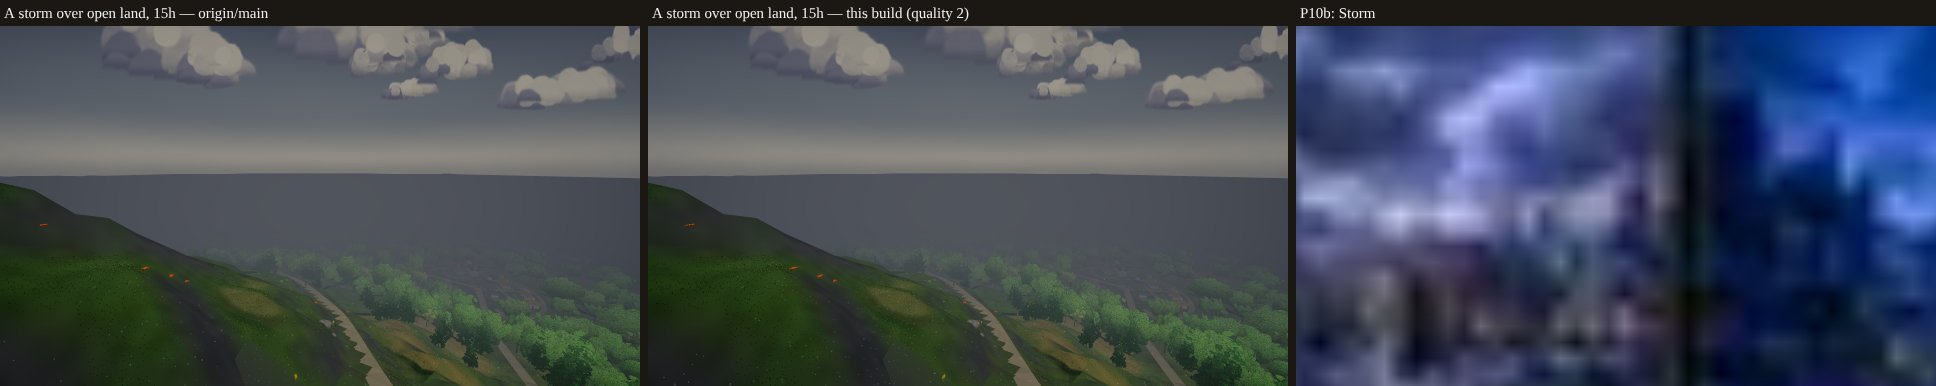 A storm over open land, 15h — origin/main
A storm over open land, 15h — this build (quality 2)
P10b: Storm